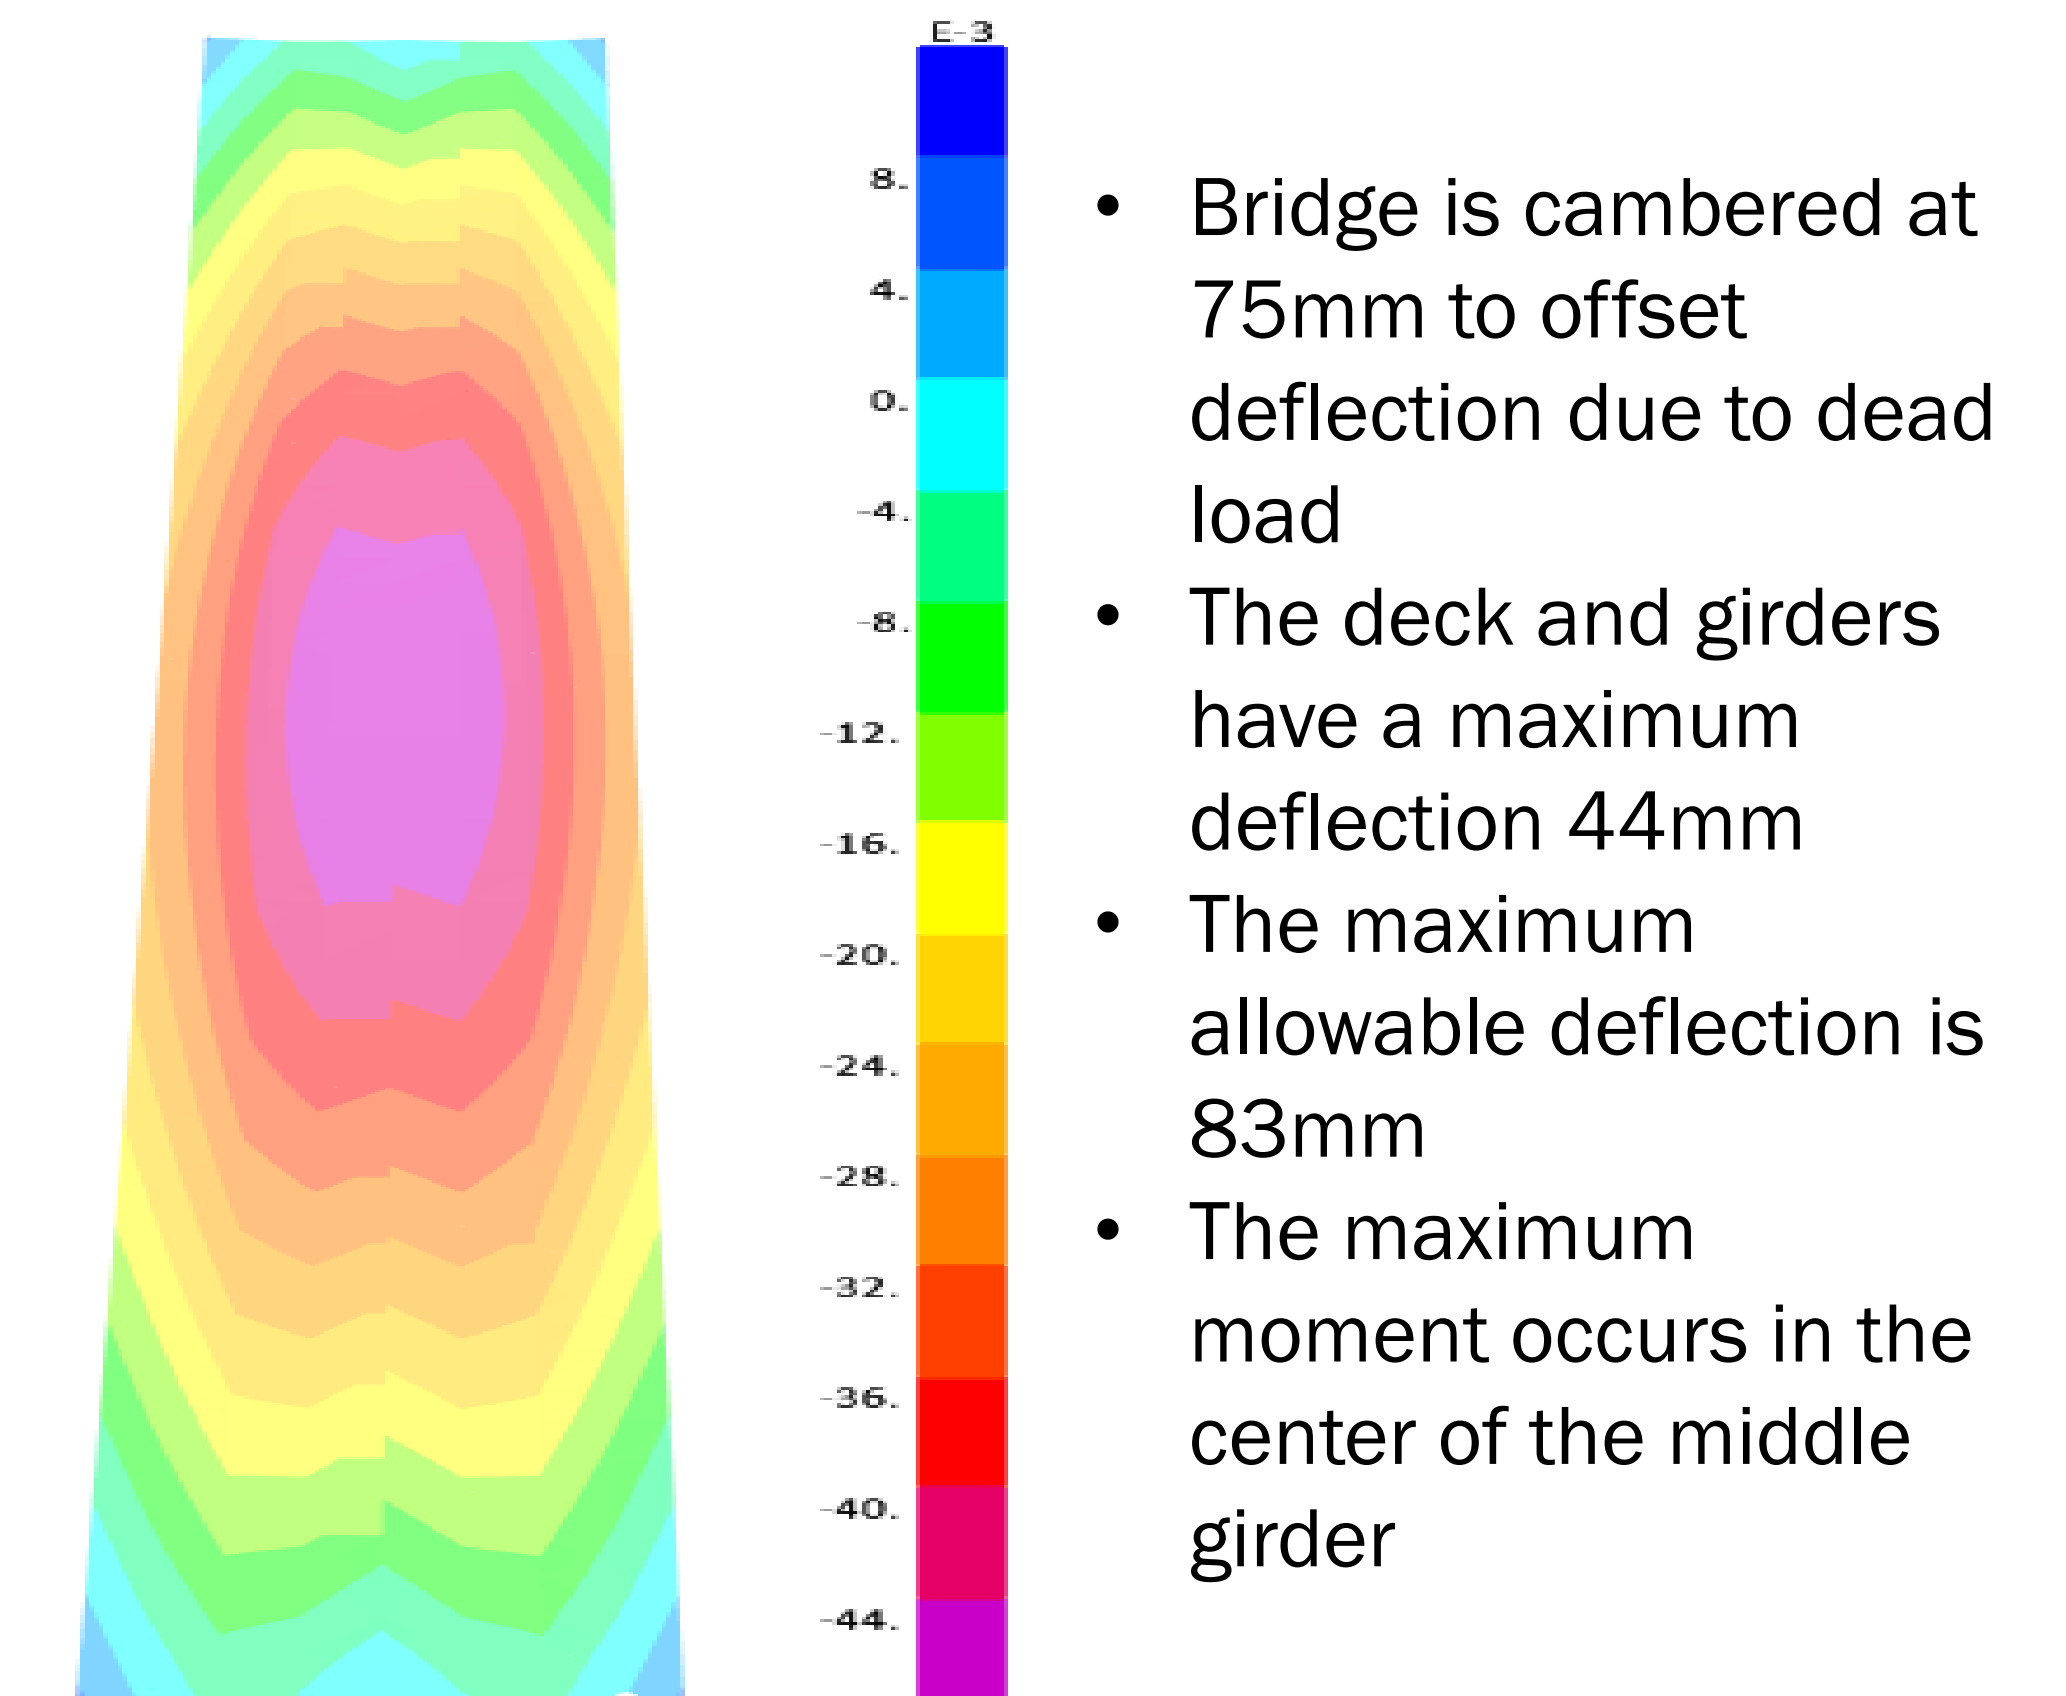 E-3
8.
4.
0.
-4.
-8.
-12.
-16.
-20.
-24.
-28.
-32.
-36.
-40.
-44.
• Bridge is cambered at
75mm to offset
deflection due to dead
load
• The deck and girders
have a maximum
deflection 44mm
• The maximum
allowable deflection is
83mm
• The maximum
moment occurs in the
center of the middle
girder